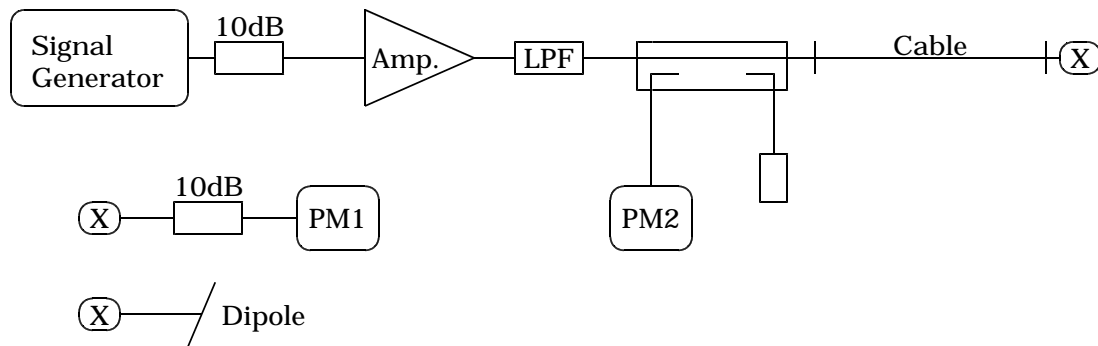 10dB
Signal
Generator
Amp.
LPF
Cable
X
10dB
X
PM1
PM2
X
Dipole